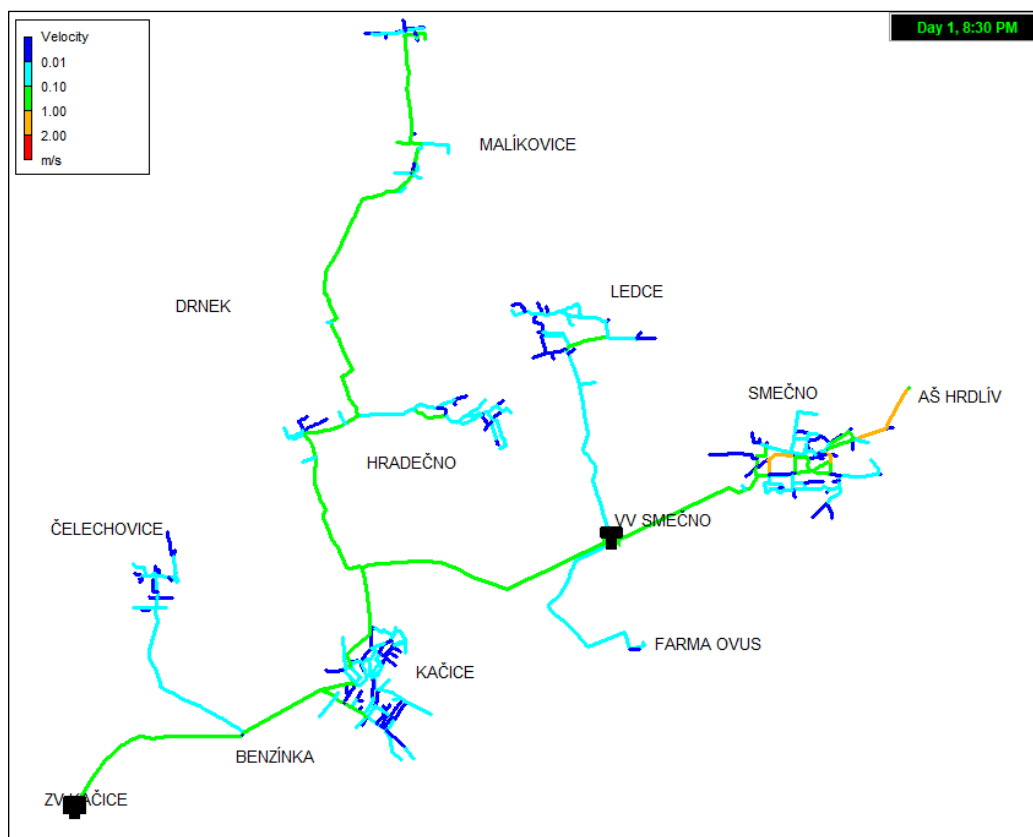 Velocity
0.01
0.10
1.00
2.00
m/s
Day 1, 8:30 PM
MALÍKOVICE
DRNEK
LEDCE
SMEČNO
AŠ HRDLÍV
HRADEČNO
ČELECHOVICE
VV SMEČNO
FARMA OVUS
KAČICE
BENZÍNKA
ZV KAČICE